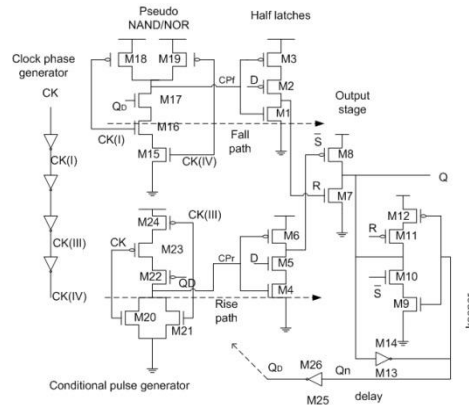 Pseudo
NAND/NOR
Half latches
Clock phase
generator
CK
CK(I)
CK(III)
CK(IV)
M18
M19
M17
QD
M16
CK(I)
M15
CK(IV)
CPf
M3
D
M2
M1
Fall
path
Output
stage
S
M8
Q
R
M7
M24
CK(III)
CK
M23
M22
QD
M20
M21
CPr
M6
D
M5
M4
Rise
path
M12
R
M11
M10
S
M9
keeper
M14
M13
QD
M26
Qn
M25
delay
Conditional pulse generator